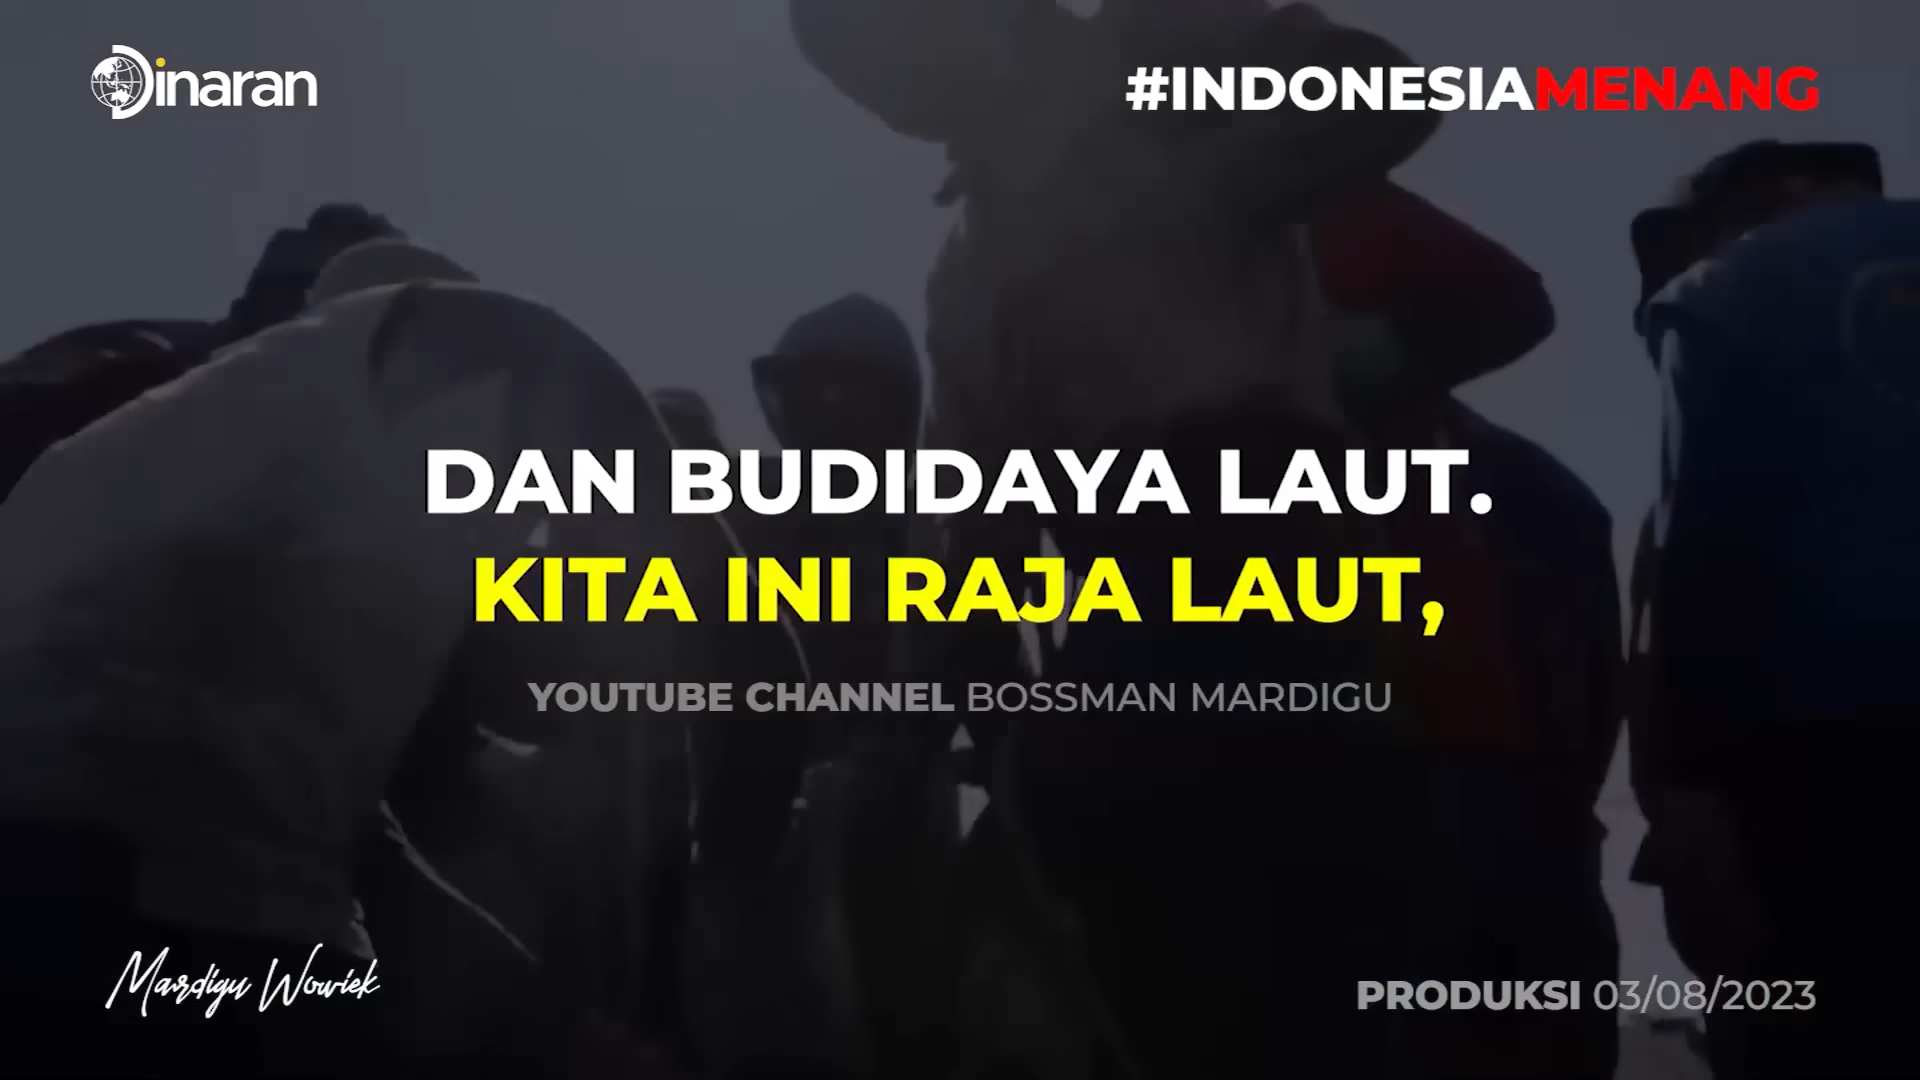 Dinaran
#INDONESIAMENANG
DAN BUDIDAYA LAUT.
KITA INI RAJA LAUT,
YOUTUBE CHANNEL BOSSMAN MARDIGU
Mardigu Wowiek
PRODUKSI 03/08/2023